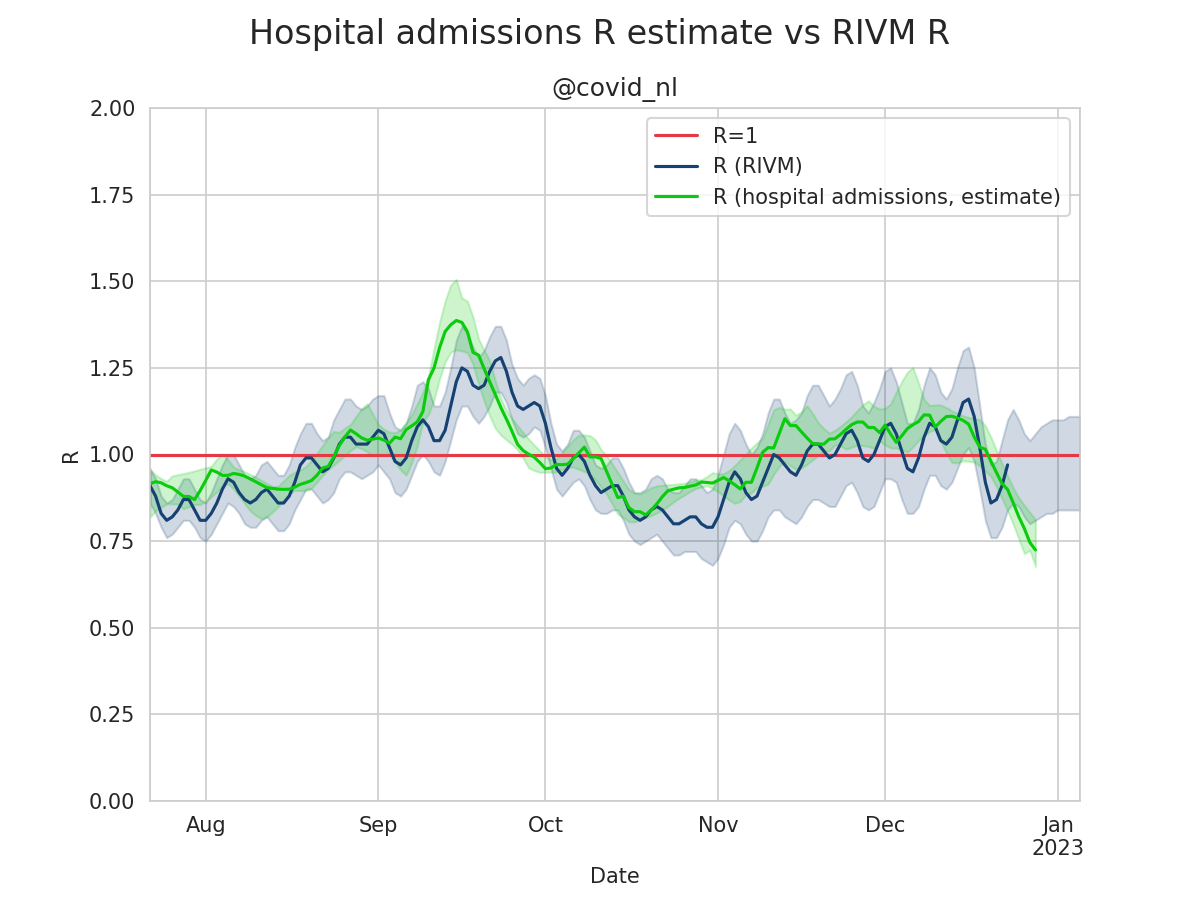 Hospital admissions R estimate vs RIVM R
@covid_nl
R=1
R (RIVM)
R (hospital admissions, estimate)
R
2.00
1.75
1.50
1.25
1.00
0.75
0.50
0.25
0.00
Aug Sep Oct Nov Dec Jan
2023
Date